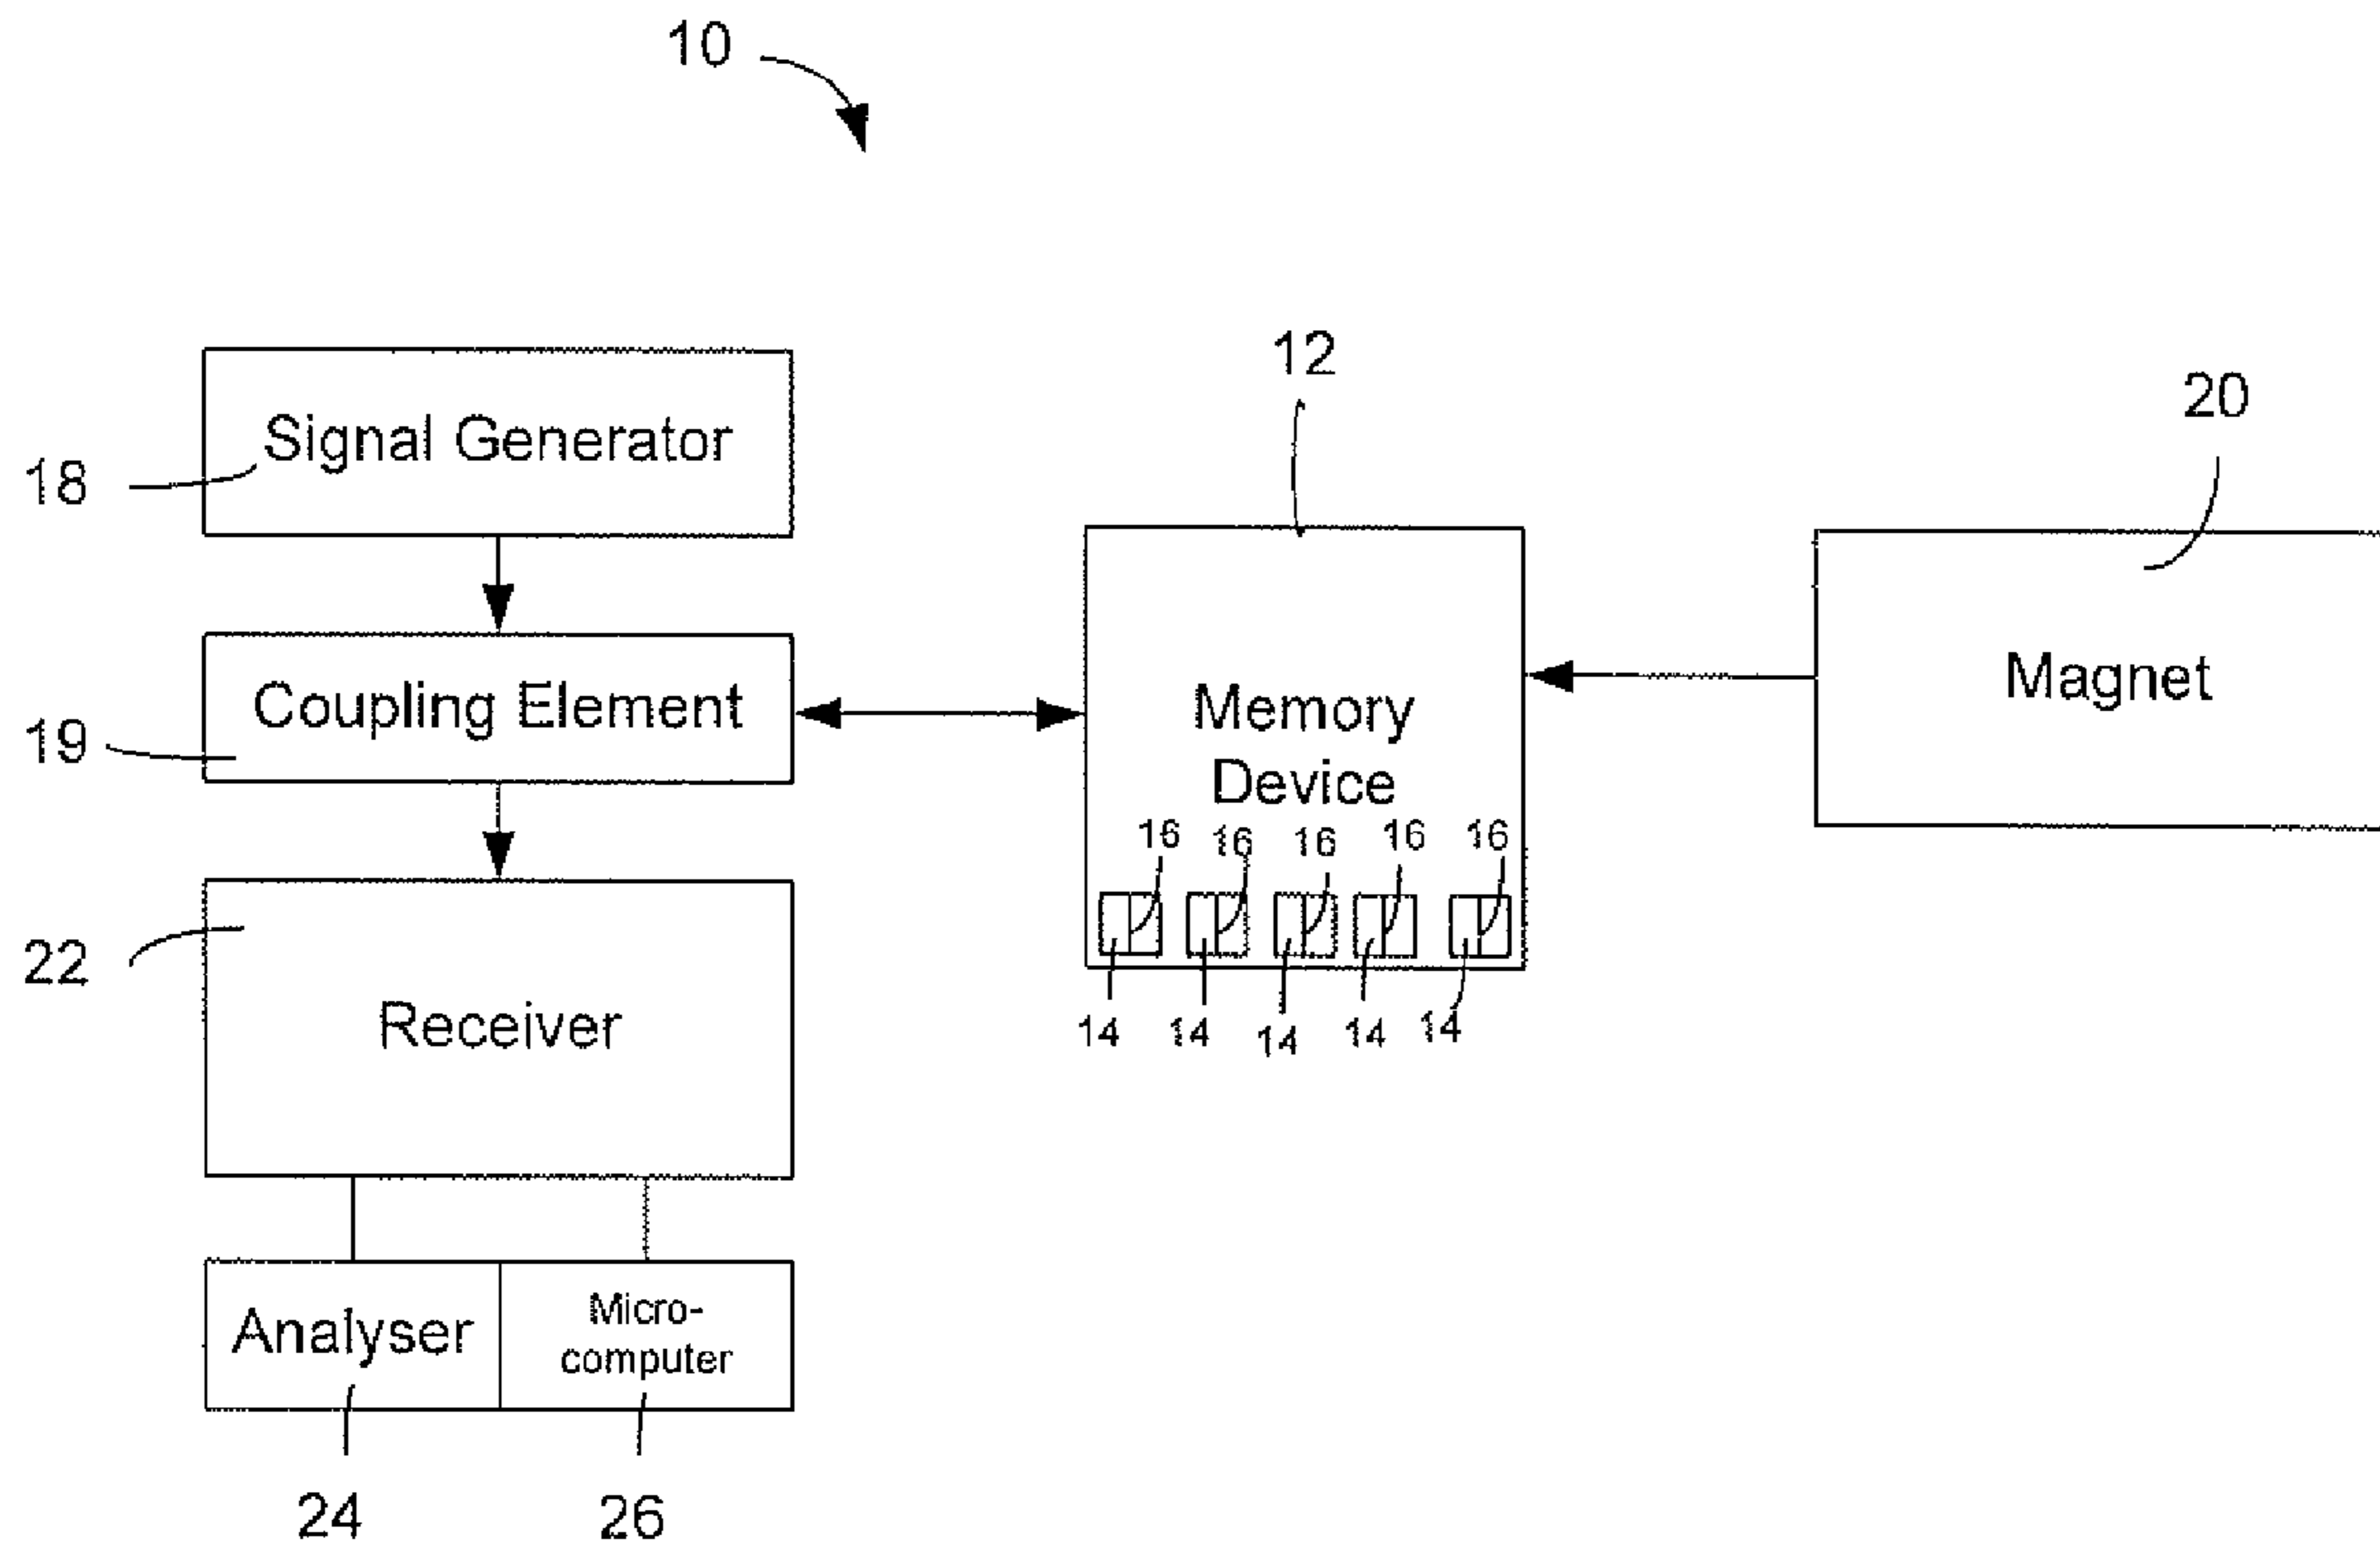 10
12
20
Signal Generator
18
Coupling Element
19
Memory
Device
Magnet
16 16 16 16 16
22
Receiver
14 14 14 14 14
Analyser
Micro-
computer
24
26